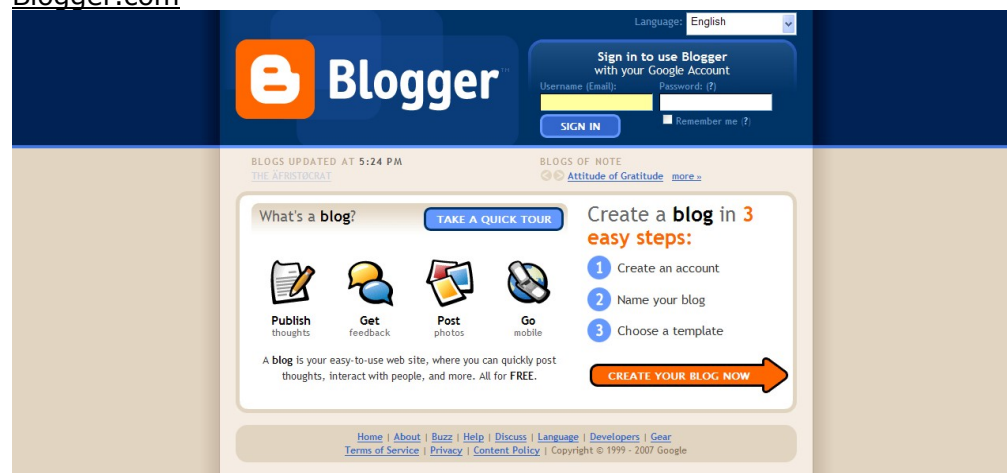 Blogger.com
Language: English
Blogger™
Sign in to use Blogger
with your Google Account
Username (Email): Password: (?)
SIGN IN Remember me (?)
BLOGS UPDATED AT 5:24 PM
THE ÄFRISTØCRAT
BLOGS OF NOTE
Attitude of Gratitude more »
What's a blog? TAKE A QUICK TOUR
Publish
thoughts
Get
feedback
Post
photos
Go
mobile
A blog is your easy-to-use web site, where you can quickly post
thoughts, interact with people, and more. All for FREE.
Create a blog in 3
easy steps:
1 Create an account
2 Name your blog
3 Choose a template
CREATE YOUR BLOG NOW
Home | About | Buzz | Help | Discuss | Language | Developers | Gear
Terms of Service | Privacy | Content Policy | Copyright © 1999 - 2007 Google